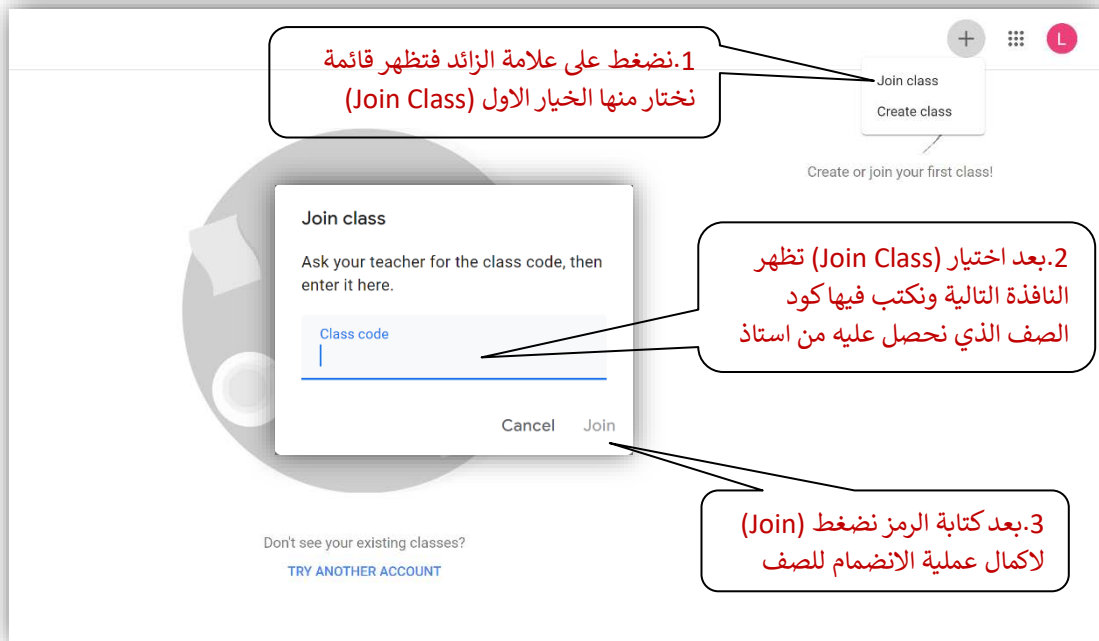 L
1.نضغط على علامة الزائد فتظهر قائمة
نختار منها الخيار الاول (Join Class)
Join class
Create class
Create or join your first class!
Join class
Ask your teacher for the class code, then
enter it here.
Class code
Cancel Join
2.بعد اختيار (Join Class) تظهر
النافذة التالية ونكتب فيها كود
الصف الذي نحصل عليه من استاذ
3.بعد كتابة الرمز نضغط (Join)
لاكمال عملية الانضمام للصف
Don't see your existing classes?
TRY ANOTHER ACCOUNT